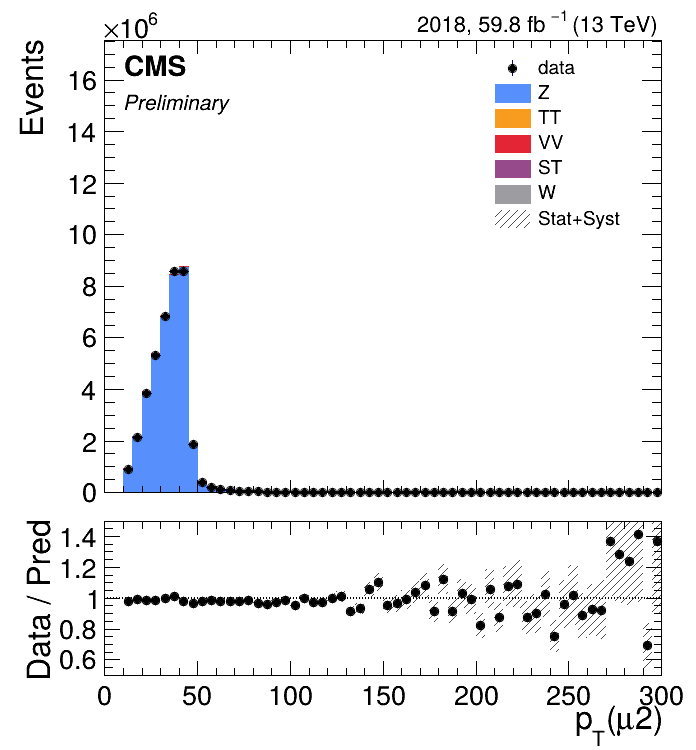 ×10⁶
2018, 59.8 fb⁻¹ (13 TeV)
Events
CMS
Preliminary
data
Z
TT
VV
ST
W
Stat+Syst
16
14
12
10
8
6
4
2
0
Data / Pred
1.4
1.2
1
0.8
0.6
0 50 100 150 200 250 300
p_T(μ2)